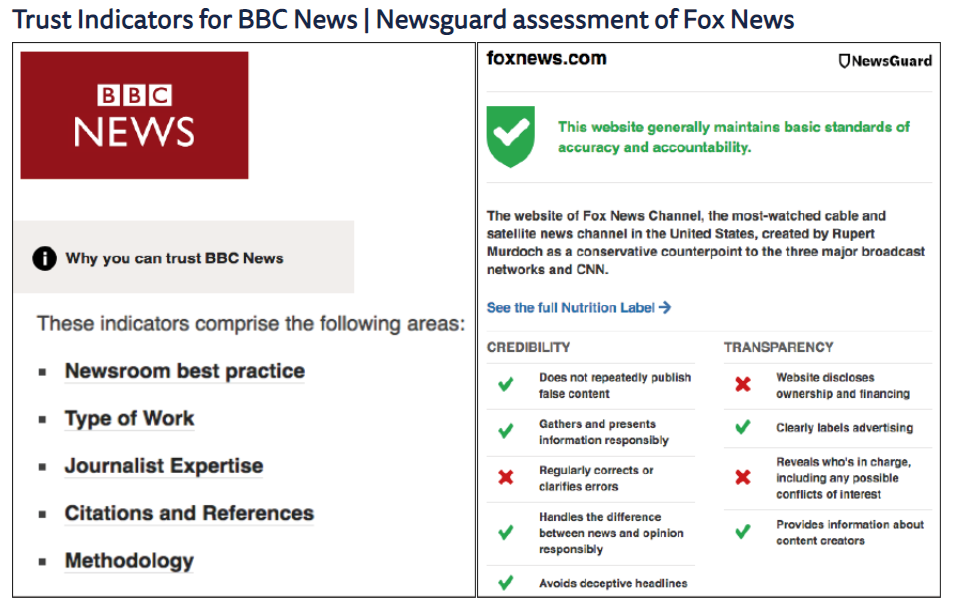 Trust Indicators for BBC News | Newsguard assessment of Fox News
BBC
NEWS
i Why you can trust BBC News
These indicators comprise the following areas:
Newsroom best practice
Type of Work
Journalist Expertise
Citations and References
Methodology
foxnews.com
NewsGuard
This website generally maintains basic standards of
accuracy and accountability.
The website of Fox News Channel, the most-watched cable and
satellite news channel in the United States, created by Rupert
Murdoch as a conservative counterpoint to the three major broadcast
networks and CNN.
See the full Nutrition Label →
CREDIBILITY
Does not repeatedly publish
false content
Gathers and presents
information responsibly
Regularly corrects or
clarifies errors
Handles the difference
between news and opinion
responsibly
Avoids deceptive headlines
TRANSPARENCY
Website discloses
ownership and financing
Clearly labels advertising
Reveals who's in charge,
including any possible
conflicts of interest
Provides information about
content creators